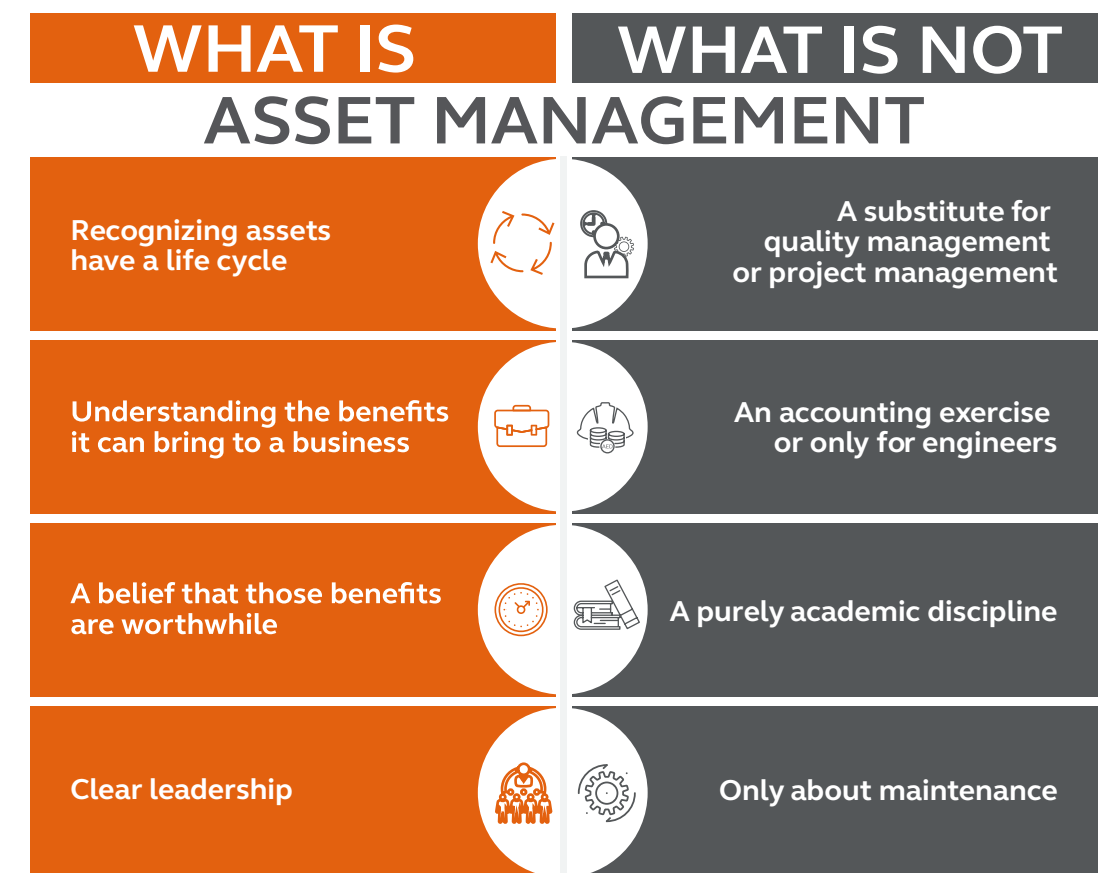 WHAT IS
WHAT IS NOT
ASSET MANAGEMENT
Recognizing assets
have a life cycle
A substitute for
quality management
or project management
Understanding the benefits
it can bring to a business
An accounting exercise
or only for engineers
AED
A belief that those benefits
are worthwhile
A purely academic discipline
Clear leadership
Only about maintenance